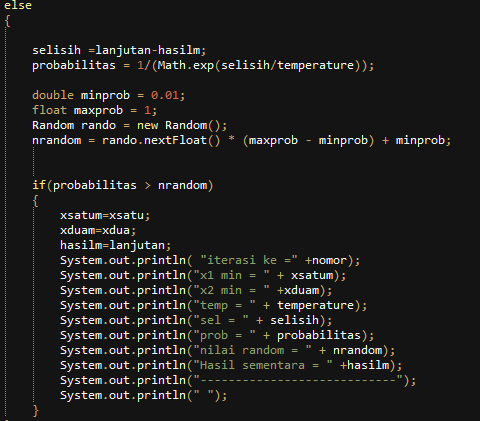 else
{
selisih =lanjutan-hasilm;
probabilitas = 1/(Math.exp(selisih/temperature));
double minprob = 0.01;
float maxprob = 1;
Random rando = new Random();
nrandom = rando.nextFloat() * (maxprob - minprob) + minprob;
if(probabilitas > nrandom)
{
xsatum=xsatu;
xduam=xdua;
hasilm=lanjutan;
System.out.println( "iterasi ke =" +nomor);
System.out.println("x1 min = " + xsatum);
System.out.println("x2 min = " +xduam);
System.out.println("temp = " + temperature);
System.out.println("sel = " + selisih);
System.out.println("prob = " + probabilitas);
System.out.println("nilai random = " + nrandom);
System.out.println("Hasil sementara = " +hasilm);
System.out.println("----------------------------");
System.out.println(" ");
}